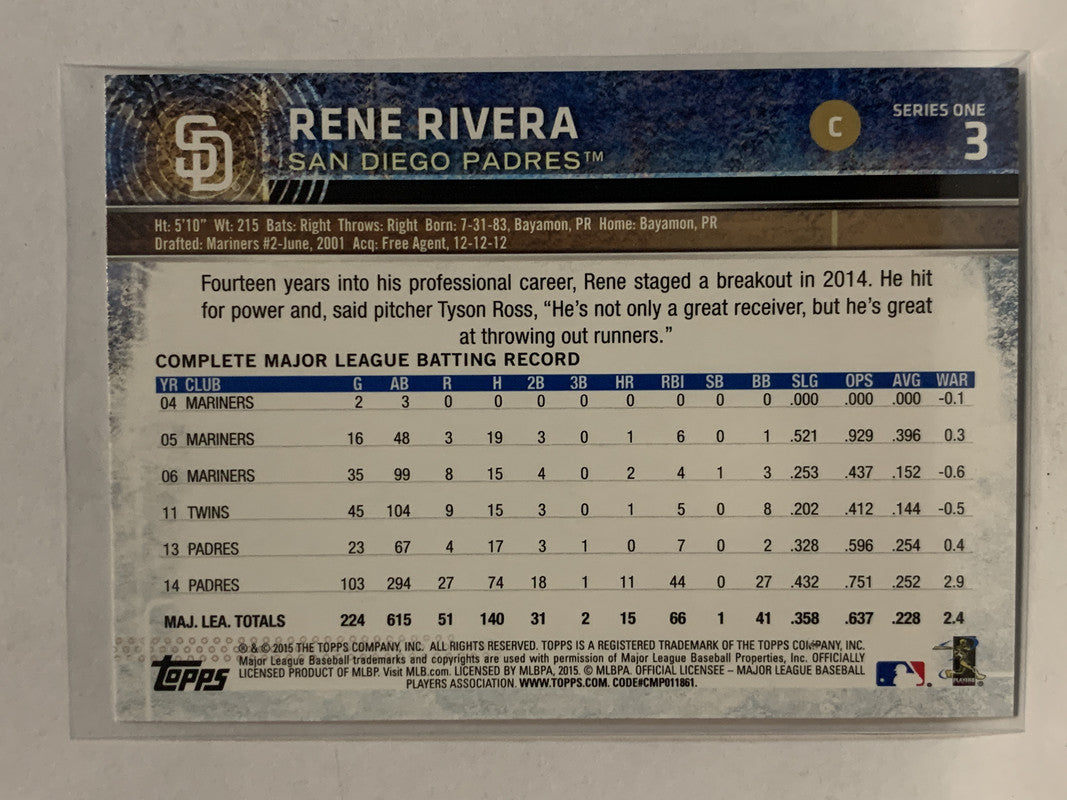 SD
RENE RIVERA
SAN DIEGO PADRES™
C
SERIES ONE
3
Ht: 5'10" Wt: 215 Bats: Right Throws: Right Born: 7-31-83, Bayamon, PR Home: Bayamon, PR
Drafted: Mariners #2-June, 2001 Acq: Free Agent, 12-12-12
Fourteen years into his professional career, Rene staged a breakout in 2014. He hit
for power and, said pitcher Tyson Ross, “He's not only a great receiver, but he's great
at throwing out runners.”
COMPLETE MAJOR LEAGUE BATTING RECORD
YR CLUB G AB R H 2B 3B HR RBI SB BB SLG OPS AVG WAR
04 MARINERS 2 3 0 0 0 0 0 0 0 0 .000 .000 .000 -0.1
05 MARINERS 16 48 3 19 3 0 1 6 0 1 .521 .929 .396 0.3
06 MARINERS 35 99 8 15 4 0 2 4 1 3 .253 .437 .152 -0.6
11 TWINS 45 104 9 15 3 0 1 5 0 8 .202 .412 .144 -0.5
13 PADRES 23 67 4 17 3 1 0 7 0 2 .328 .596 .254 0.4
14 PADRES 103 294 27 74 18 1 11 44 0 27 .432 .751 .252 2.9
MAJ. LEA. TOTALS 224 615 51 140 31 2 15 66 1 41 .358 .637 .228 2.4
® & © 2015 THE TOPPS COMPANY, INC. ALL RIGHTS RESERVED. TOPPS IS A REGISTERED TRADEMARK OF THE TOPPS COMPANY, INC.
Major League Baseball trademarks and copyrights are used with permission of Major League Baseball Properties, Inc. OFFICIALLY
LICENSED PRODUCT OF MLBP. Visit MLB.com. LICENSED BY MLBPA, 2015. © MLBPA. OFFICIAL LICENSEE – MAJOR LEAGUE BASEBALL
PLAYERS ASSOCIATION. WWW.TOPPS.COM. CODE#CMP011861.
Topps
PLAYERS